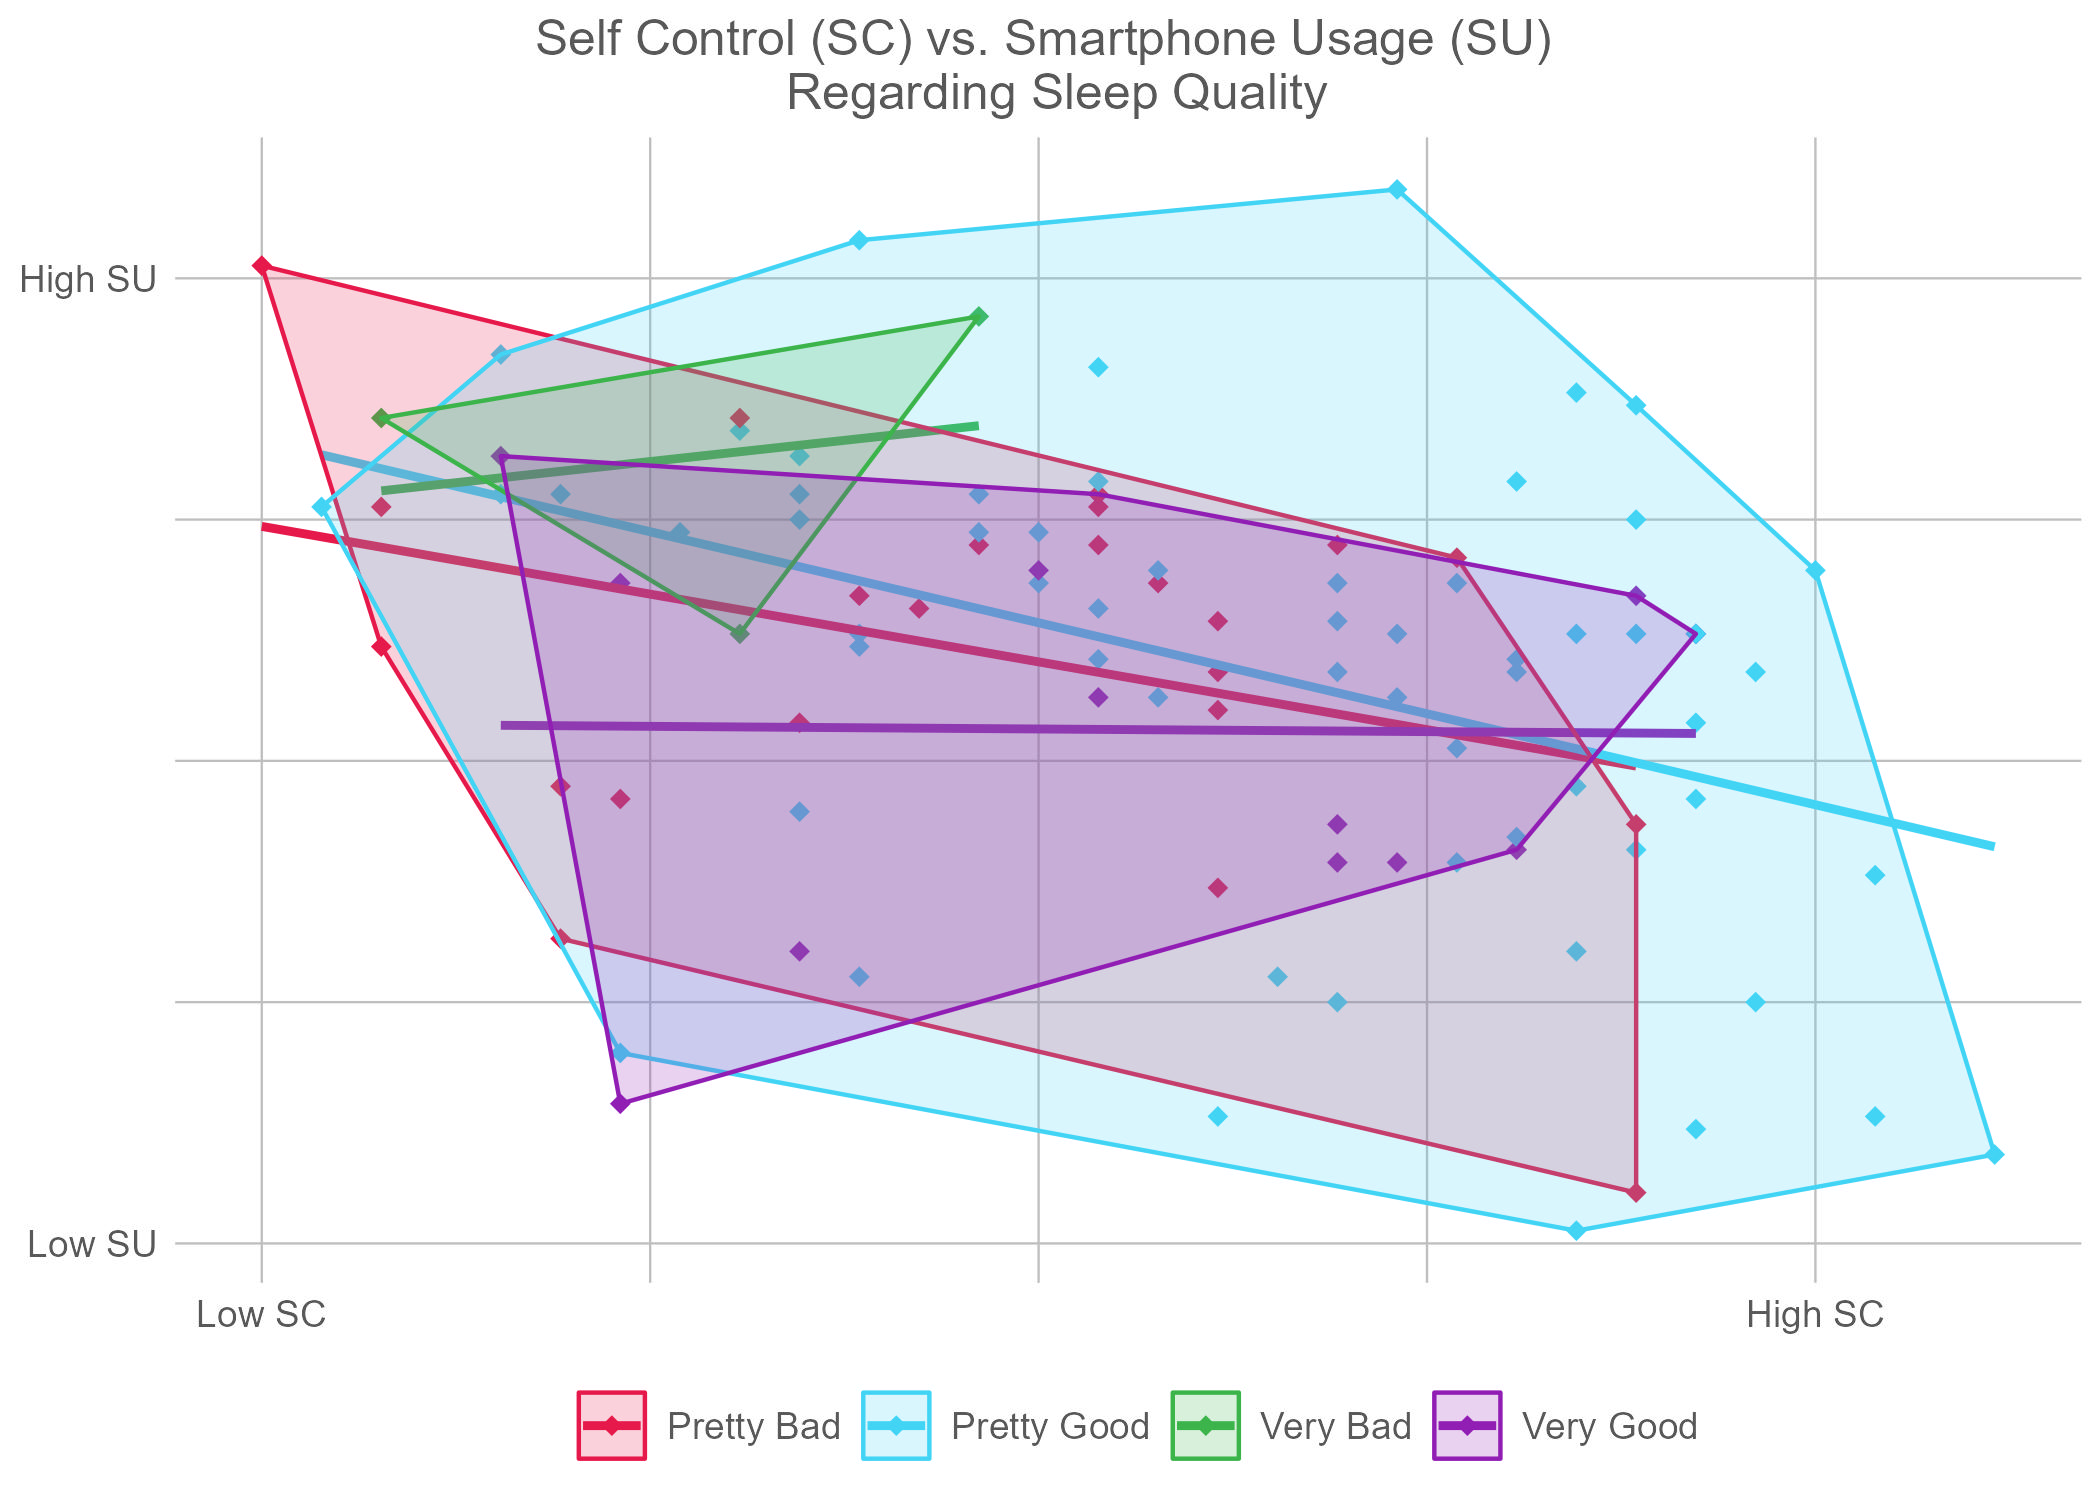 Self Control (SC) vs. Smartphone Usage (SU)
Regarding Sleep Quality
High SU
Low SU
Low SC
High SC
Pretty Bad
Pretty Good
Very Bad
Very Good